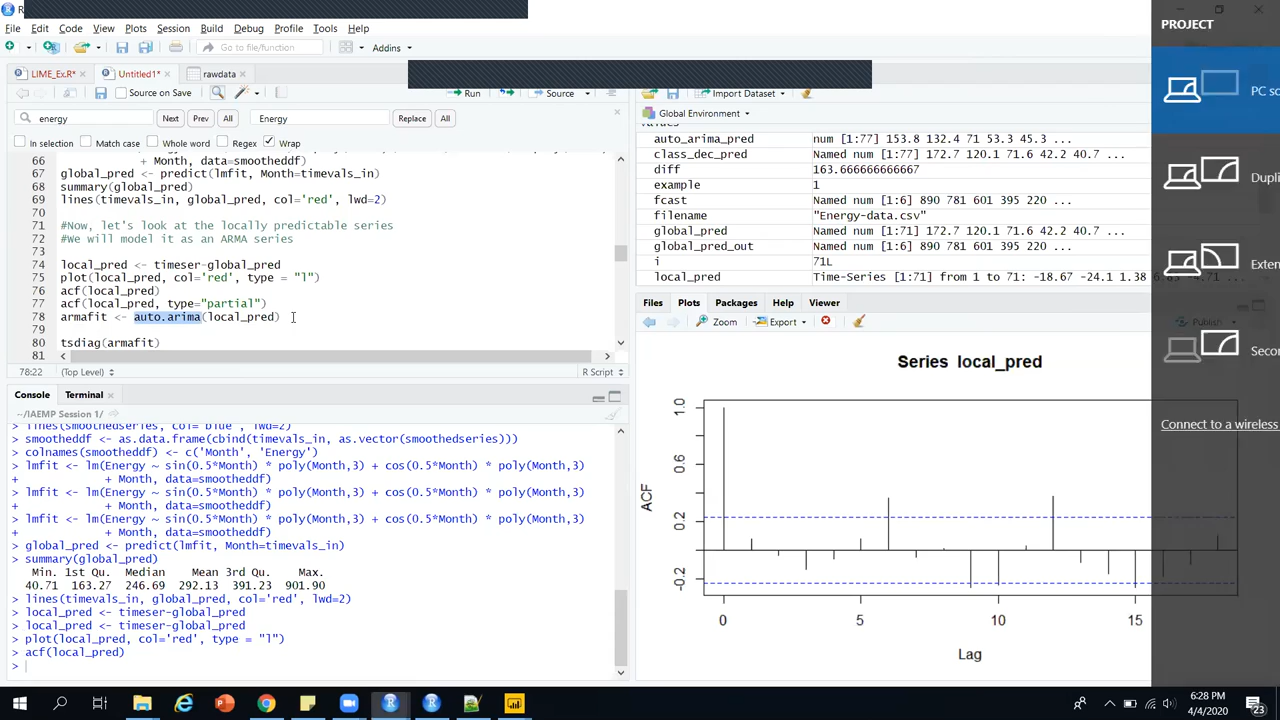 R
File Edit Code View Plots Session Build Debug Profile Tools Help
Go to file/function
Addins
LIME_Ex.R* × Untitled1* × rawdata ×
Source on Save
Run
Source
energy
Next
Prev
All
Energy
Replace
All
In selection Match case Whole word Regex Wrap
66 + Month, data=smootheddf)
67 global_pred <- predict(lmfit, Month=timevals_in)
68 summary(global_pred)
69 lines(timevals_in, global_pred, col='red', lwd=2)
70
71 #Now, let's look at the locally predictable series
72 #We will model it as an ARMA series
73
74 local_pred <- timeser-global_pred
75 plot(local_pred, col='red', type = "l")
76 acf(local_pred)
77 acf(local_pred, type="partial")
78 armafit <- auto.arima(local_pred)
79
80 tsdiag(armafit)
81
78:22 (Top Level) R Script
Console Terminal ×
~/IAEMP Session 1/
> lines(smoothedseries, col='blue', lwd=2)
> smootheddf <- as.data.frame(cbind(timevals_in, as.vector(smoothedseries)))
> colnames(smootheddf) <- c('Month', 'Energy')
> lmfit <- lm(Energy ~ sin(0.5*Month) * poly(Month,3) + cos(0.5*Month) * poly(Month,3)
+ + Month, data=smootheddf)
> lmfit <- lm(Energy ~ sin(0.5*Month) * poly(Month,3) + cos(0.5*Month) * poly(Month,3)
+ + Month, data=smootheddf)
> lmfit <- lm(Energy ~ sin(0.5*Month) * poly(Month,3) + cos(0.5*Month) * poly(Month,3)
+ + Month, data=smootheddf)
> global_pred <- predict(lmfit, Month=timevals_in)
> summary(global_pred)
Min. 1st Qu. Median Mean 3rd Qu. Max.
40.71 163.27 246.69 292.13 391.23 901.90
> lines(timevals_in, global_pred, col='red', lwd=2)
> local_pred <- timeser-global_pred
> local_pred <- timeser-global_pred
> plot(local_pred, col='red', type = "l")
> acf(local_pred)
>
Import Dataset
Global Environment
auto_arima_pred num [1:77] 153.8 132.4 71 53.3 45.3 ...
class_dec_pred Named num [1:77] 172.7 120.1 71.6 42.2 40.7 ...
diff 163.666666666667
example 1
fcast Named num [1:6] 890 781 601 395 220 ...
filename "Energy-data.csv"
global_pred Named num [1:71] 172.7 120.1 71.6 42.2 40.7 ...
global_pred_out Named num [1:6] 890 781 601 395 220 ...
i 71L
local_pred Time-Series [1:71] from 1 to 71: -18.67 -24.1 1.38
Files Plots Packages Help Viewer
Zoom Export Publish
Series local_pred
ACF
1.0
0.6
0.2
-0.2
0 5 10 15
Lag
PROJECT
PC sc
Dupli
Exten
Secor
Connect to a wireless
6:28 PM
4/4/2020
23